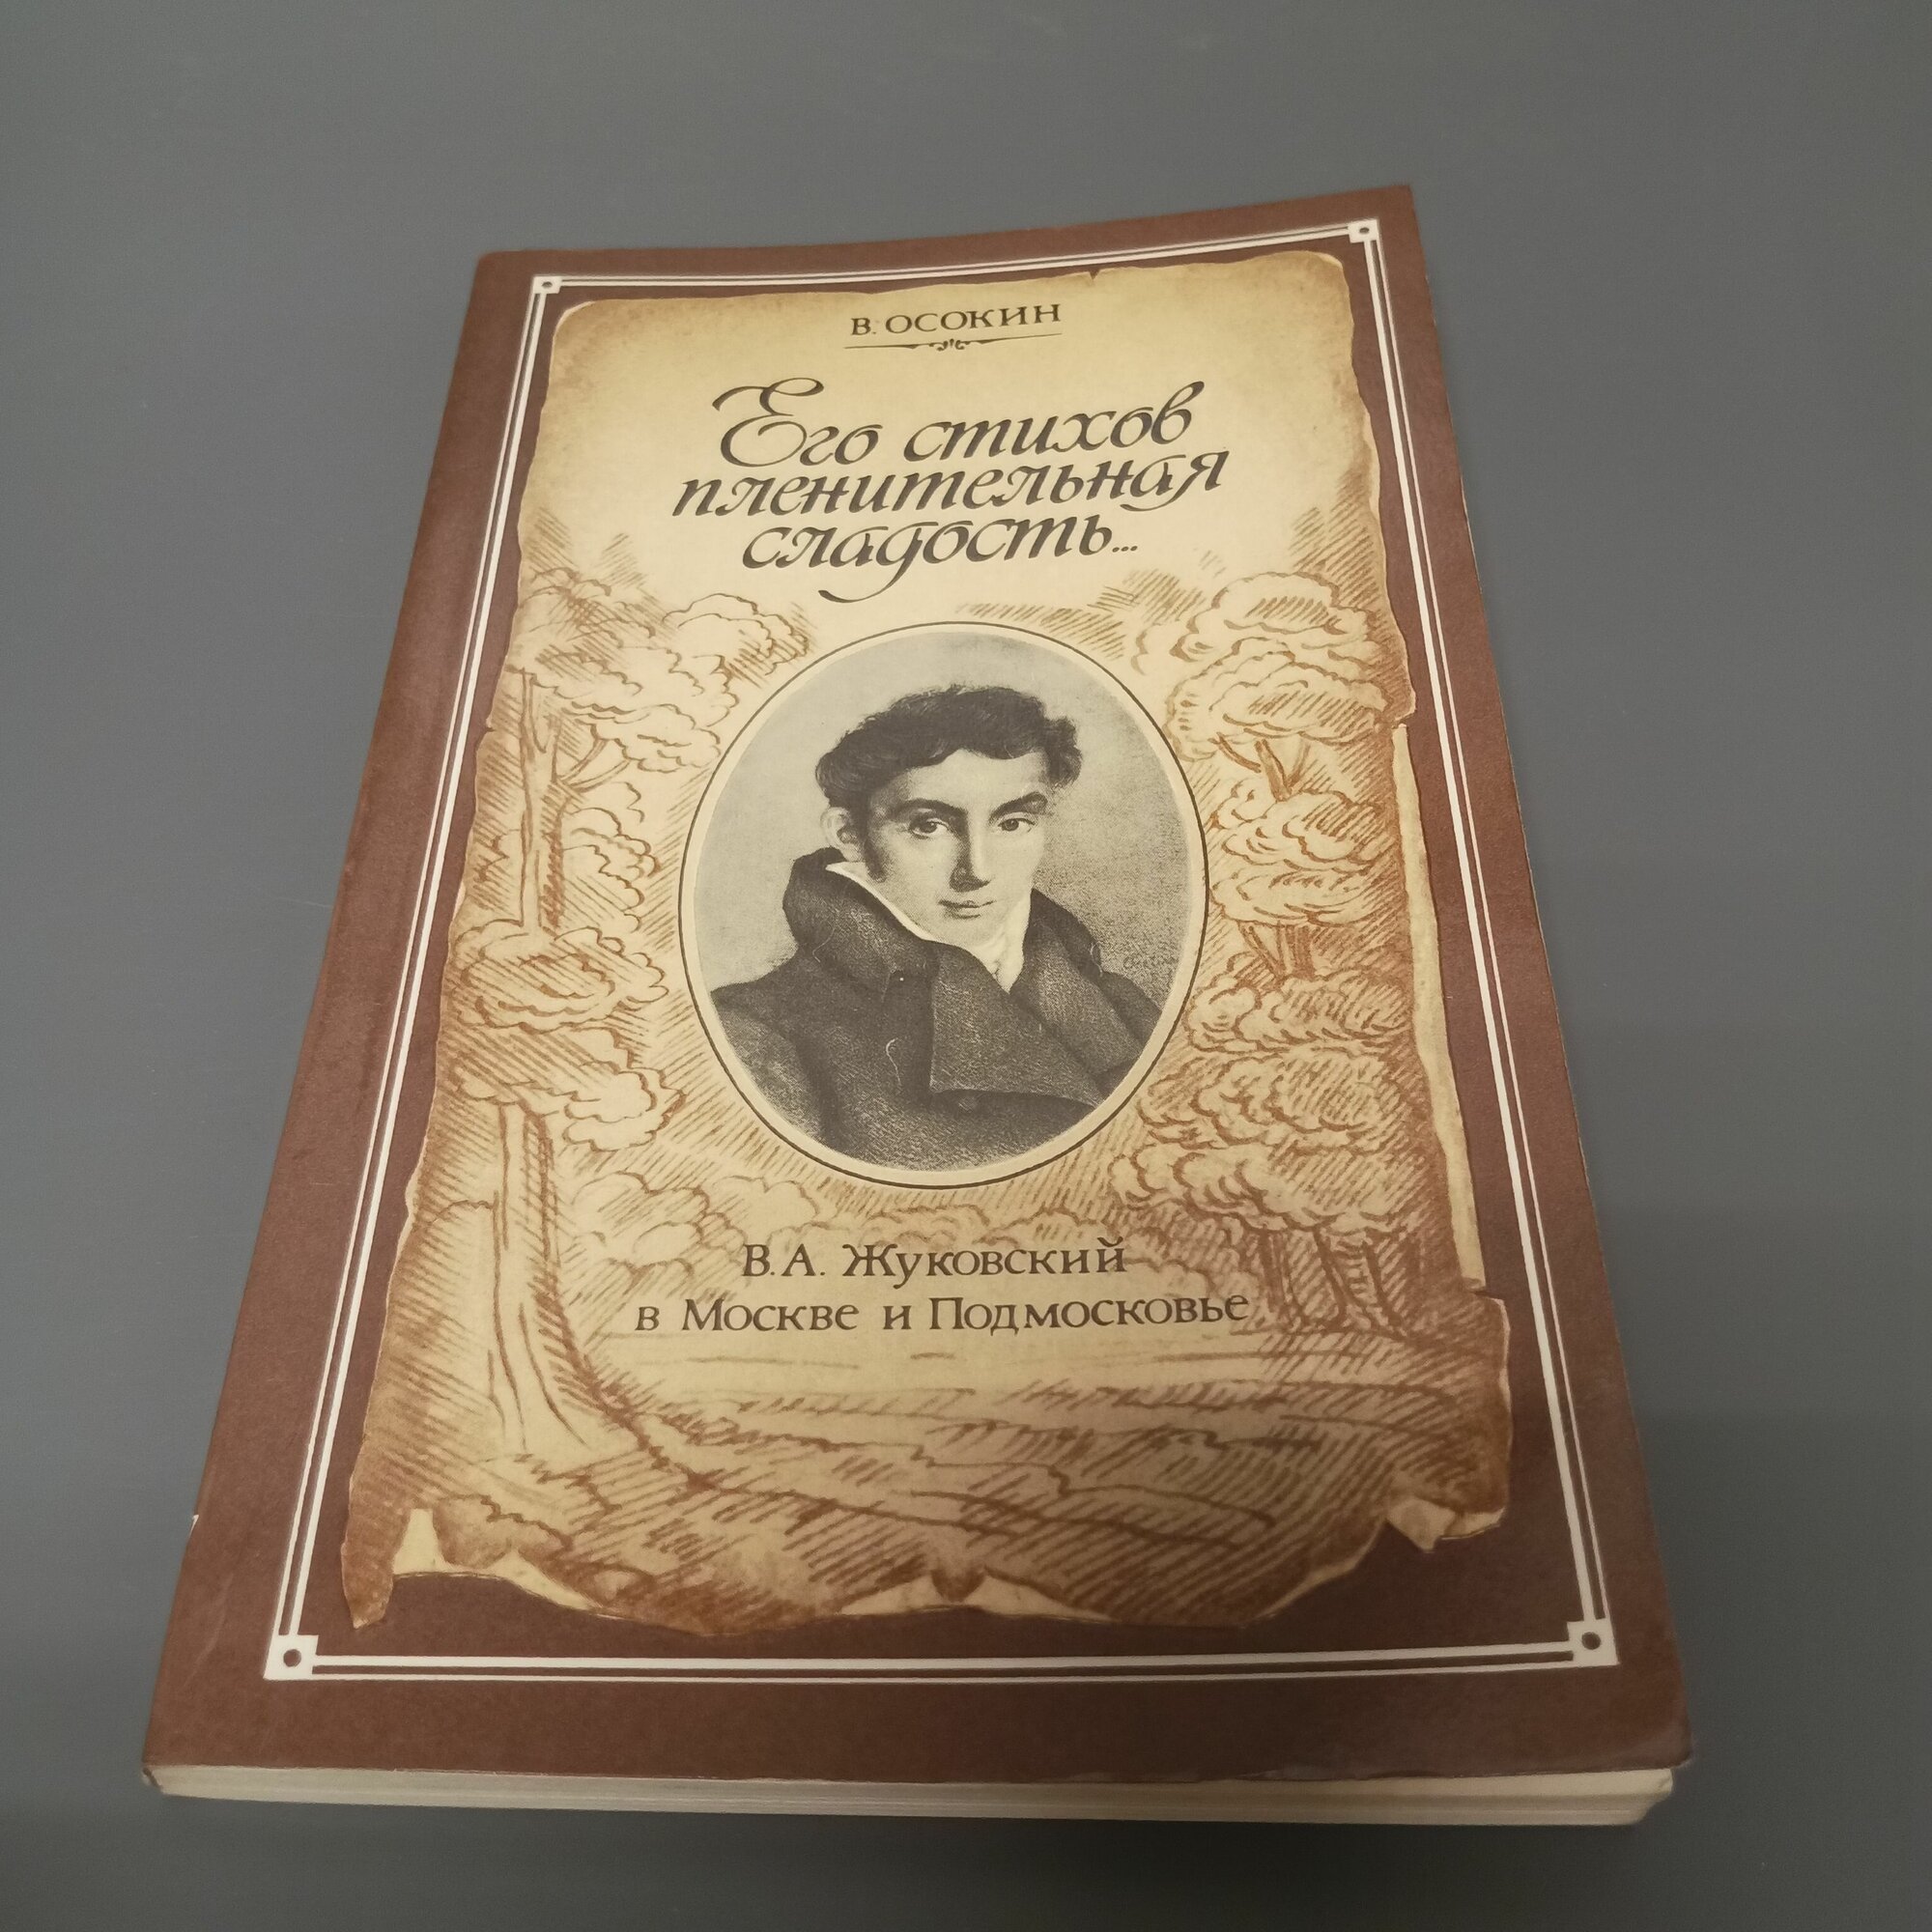 В. ОСОКИН
Его стихов
пленительная
сладость...
В. А. Жуковский
в Москве и Подмосковье